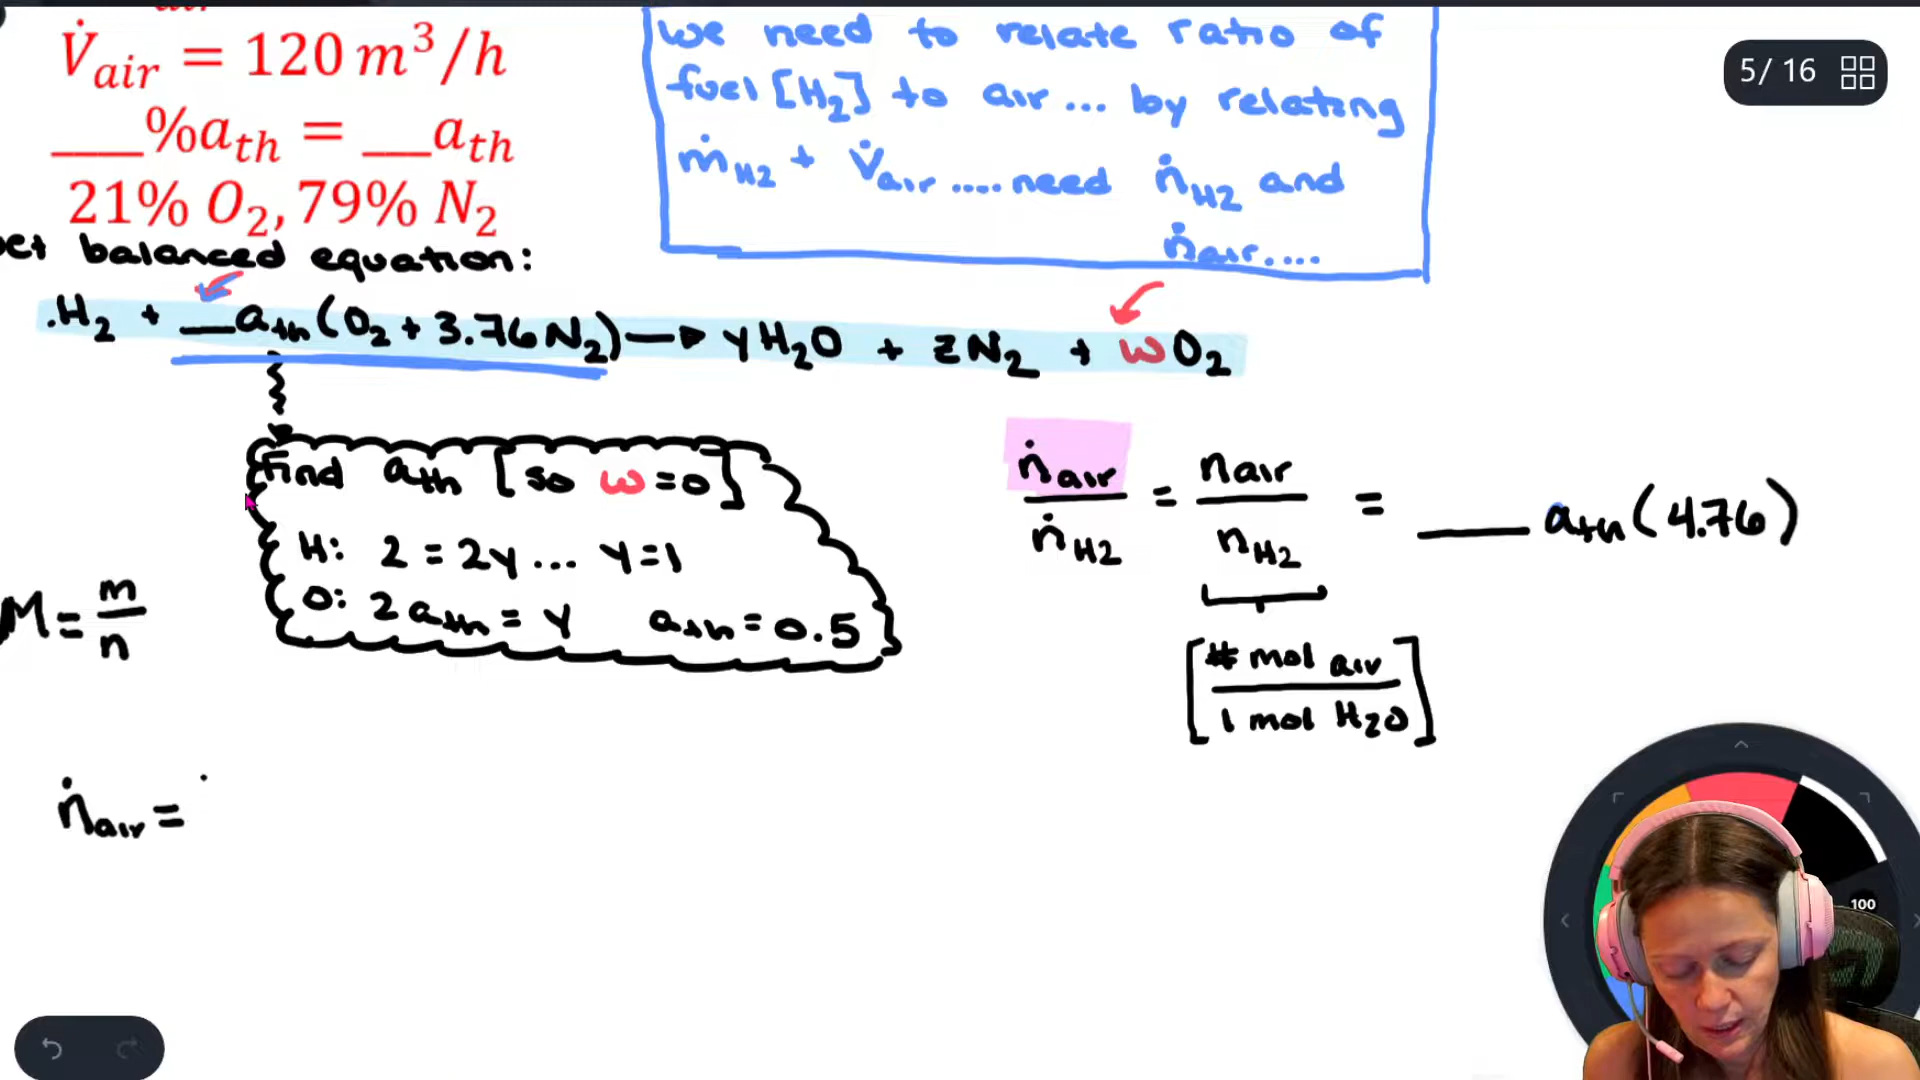 V̇air = 120 m³/h
___%ath = ___ath
21% O₂, 79% N₂
we need to relate ratio of
fuel [H₂] to air ... by relating
ṁH2 + V̇air .... need ṅH2 and
ṅair....
balanced equation:
H₂ + __ath(O₂ + 3.76N₂) → yH₂O + zN₂ + wO₂
5/ 16
Find ath [so w=0]
H: 2 = 2y ... y=1
O: 2ath = y ath = 0.5
M = m/n
ṅair/ṅH2 = nair/nH2 = ____ ath(4.76)
[# mol air / 1 mol H₂O]
ṅair =
100